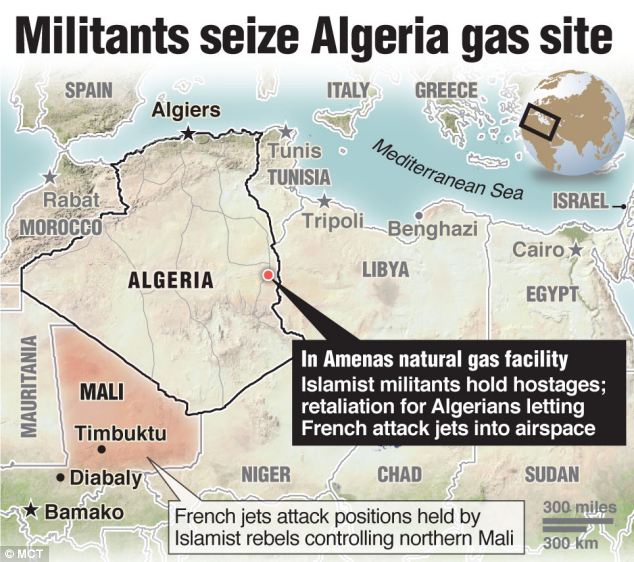 Militants seize Algeria gas site
SPAIN
ITALY
GREECE
Algiers
Tunis
TUNISIA
Mediterranean Sea
ISRAEL
Rabat
MOROCCO
Tripoli
Benghazi
Cairo
ALGERIA
LIBYA
EGYPT
In Amenas natural gas facility
Islamist militants hold hostages;
retaliation for Algerians letting
French attack jets into airspace
MAURITANIA
MALI
Timbuktu
Diabaly
NIGER
CHAD
SUDAN
Bamako
French jets attack positions held by
Islamist rebels controlling northern Mali
300 miles
300 km
© MCT